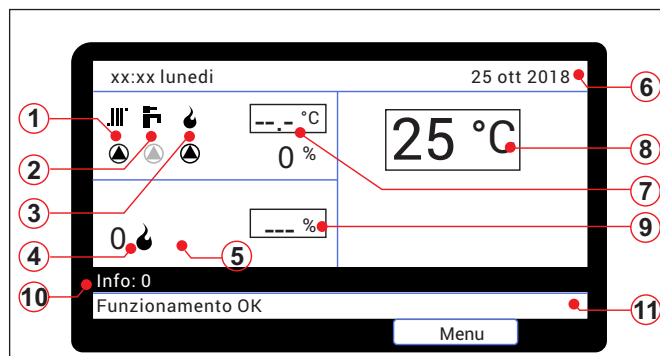 xx:xx lunedi
25 ott 2018
6
1
--.- °C
25 °C
8
2
0 %
7
3
--- %
9
4
0
5
10
Info: 0
Funzionamento OK
11
Menu